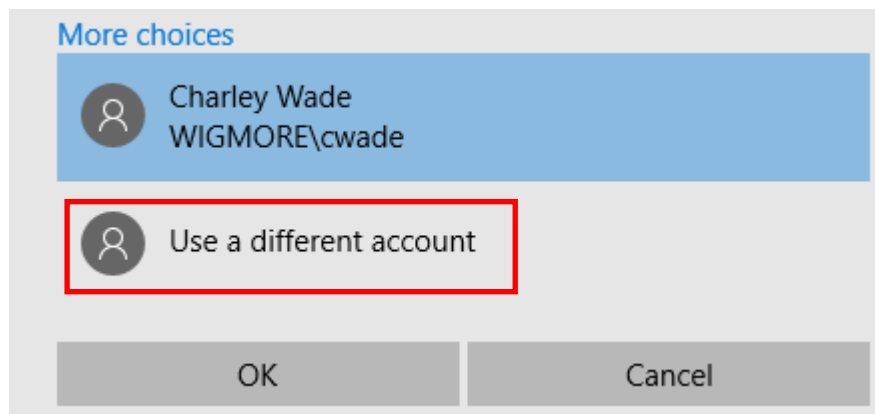 More choices
Charley Wade
WIGMORE\cwade
Use a different account
OK
Cancel